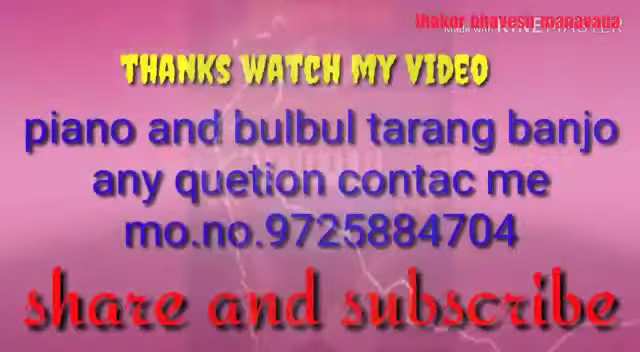 thakor bhavesh manavada
Made with KINEMASTER
THANKS WATCH MY VIDEO
piano and bulbul tarang banjo
any quetion contac me
mo.no.9725884704
share and subscribe